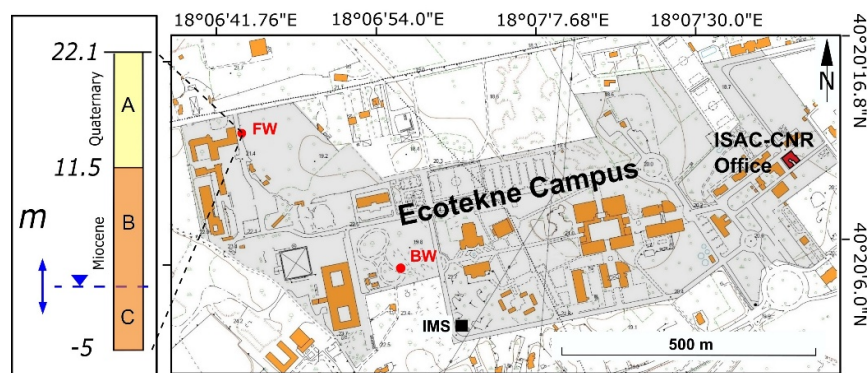 18°06'41.76"E
18°06'54.0"E
18°07'7.68"E
18°07'30.0"E
22.1
Quaternary
A
11.5
m
Miocene
B
C
-5
FW
BW
IMS
Ecotekne Campus
ISAC-CNR
Office
N
500 m
40°20'16.8"N
40°20'6.0"N